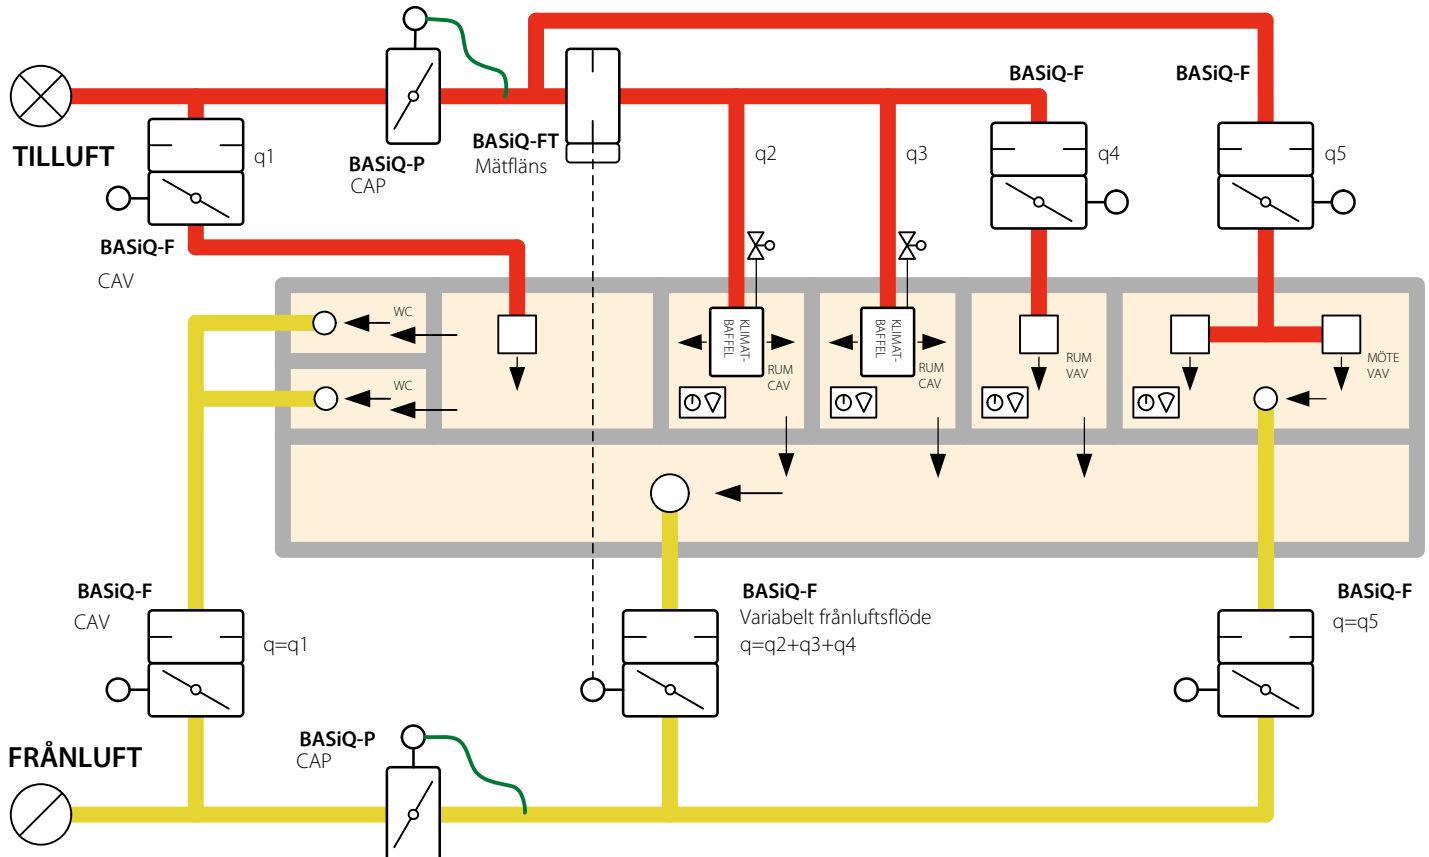 BASiQ-F
BASiQ-F
TILLUFT
q1
BASiQ-P
CAP
BASiQ-FT
Mätfläns
q2
q3
q4
q5
BASiQ-F
CAV
WC
WC
KLIMAT-
BAFFEL
RUM
CAV
KLIMAT-
BAFFEL
RUM
CAV
RUM
VAV
MÖTE
VAV
BASiQ-F
CAV
q=q1
BASiQ-F
Variabelt frånluftsflöde
q=q2+q3+q4
BASiQ-F
q=q5
FRÅNLUFT
BASiQ-P
CAP